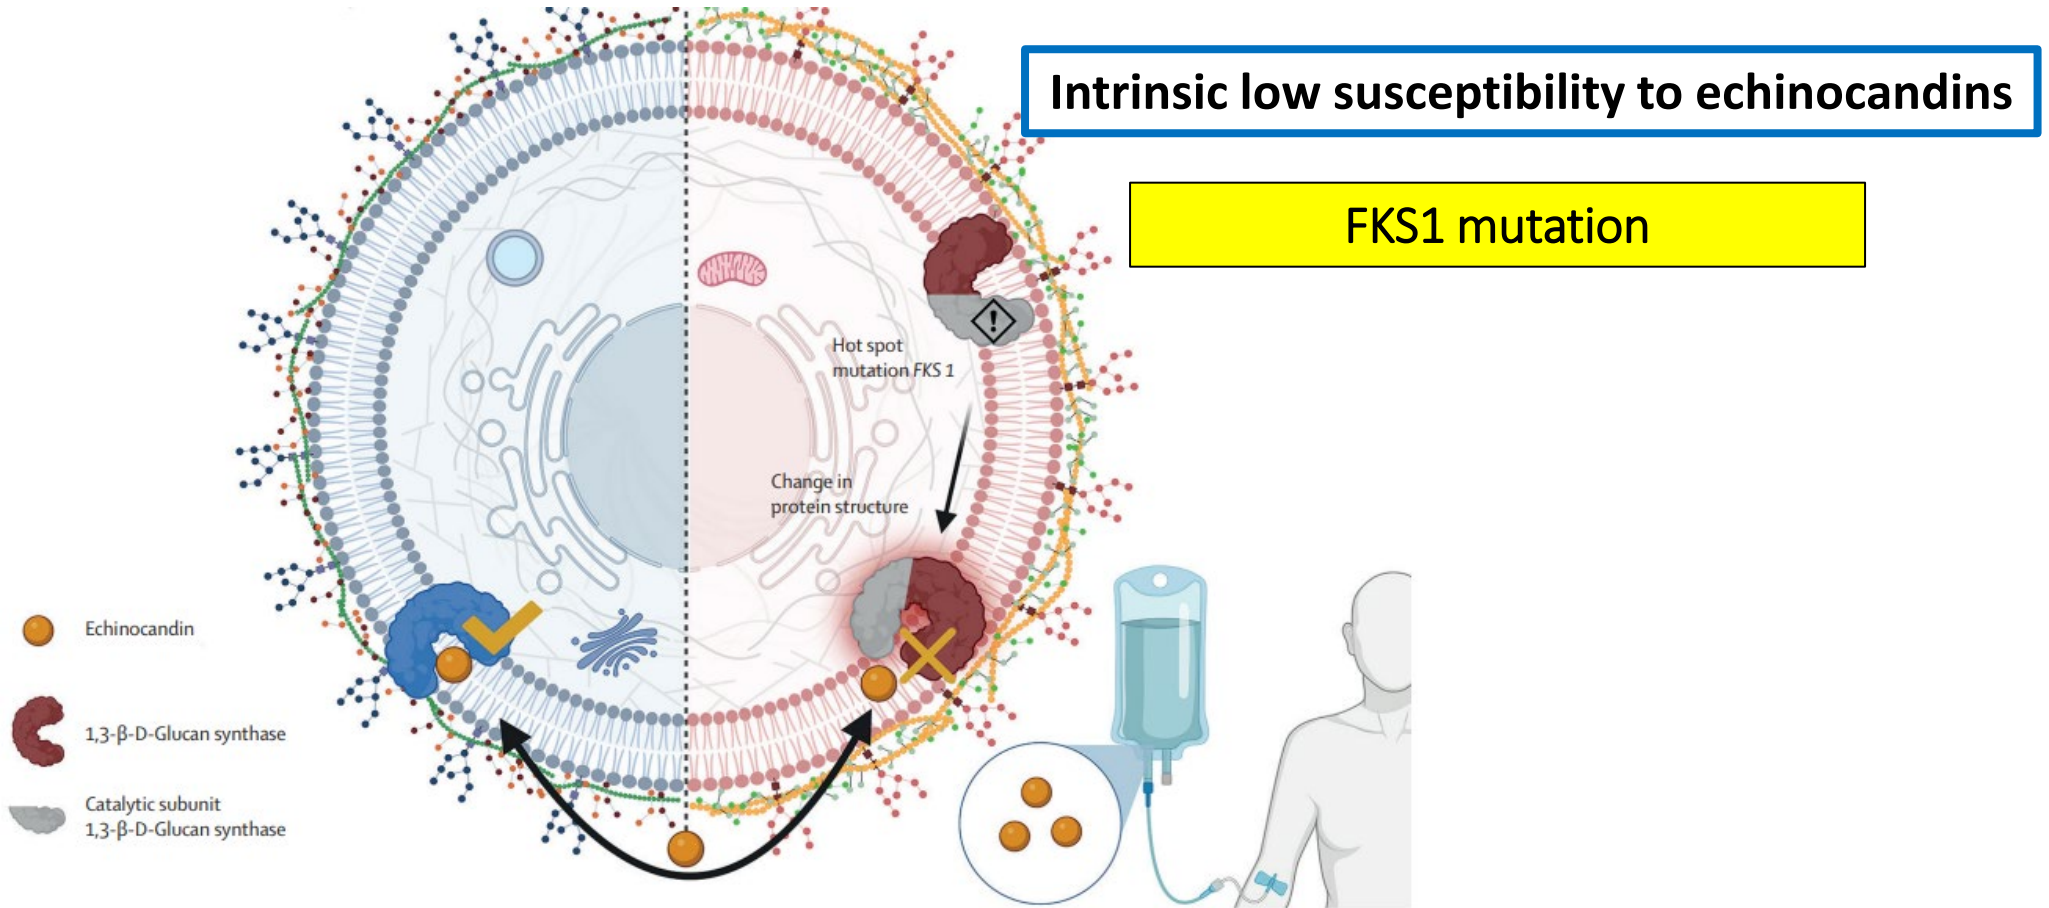 Intrinsic low susceptibility to echinocandins
FKS1 mutation
Hot spot
mutation FKS 1
Change in
protein structure
Echinocandin
1,3-β-D-Glucan synthase
Catalytic subunit
1,3-β-D-Glucan synthase
!